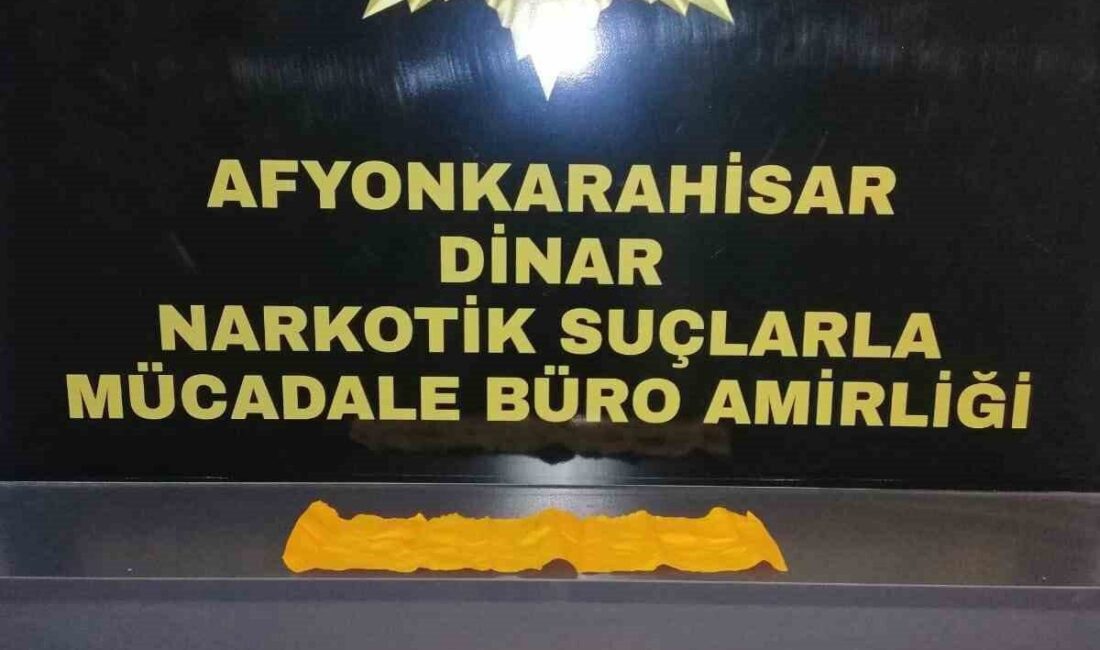 AFYONKARAHİSAR
DİNAR
NARKOTİK SUÇLARLA
MÜCADALE BÜRO AMİRLİĞİ